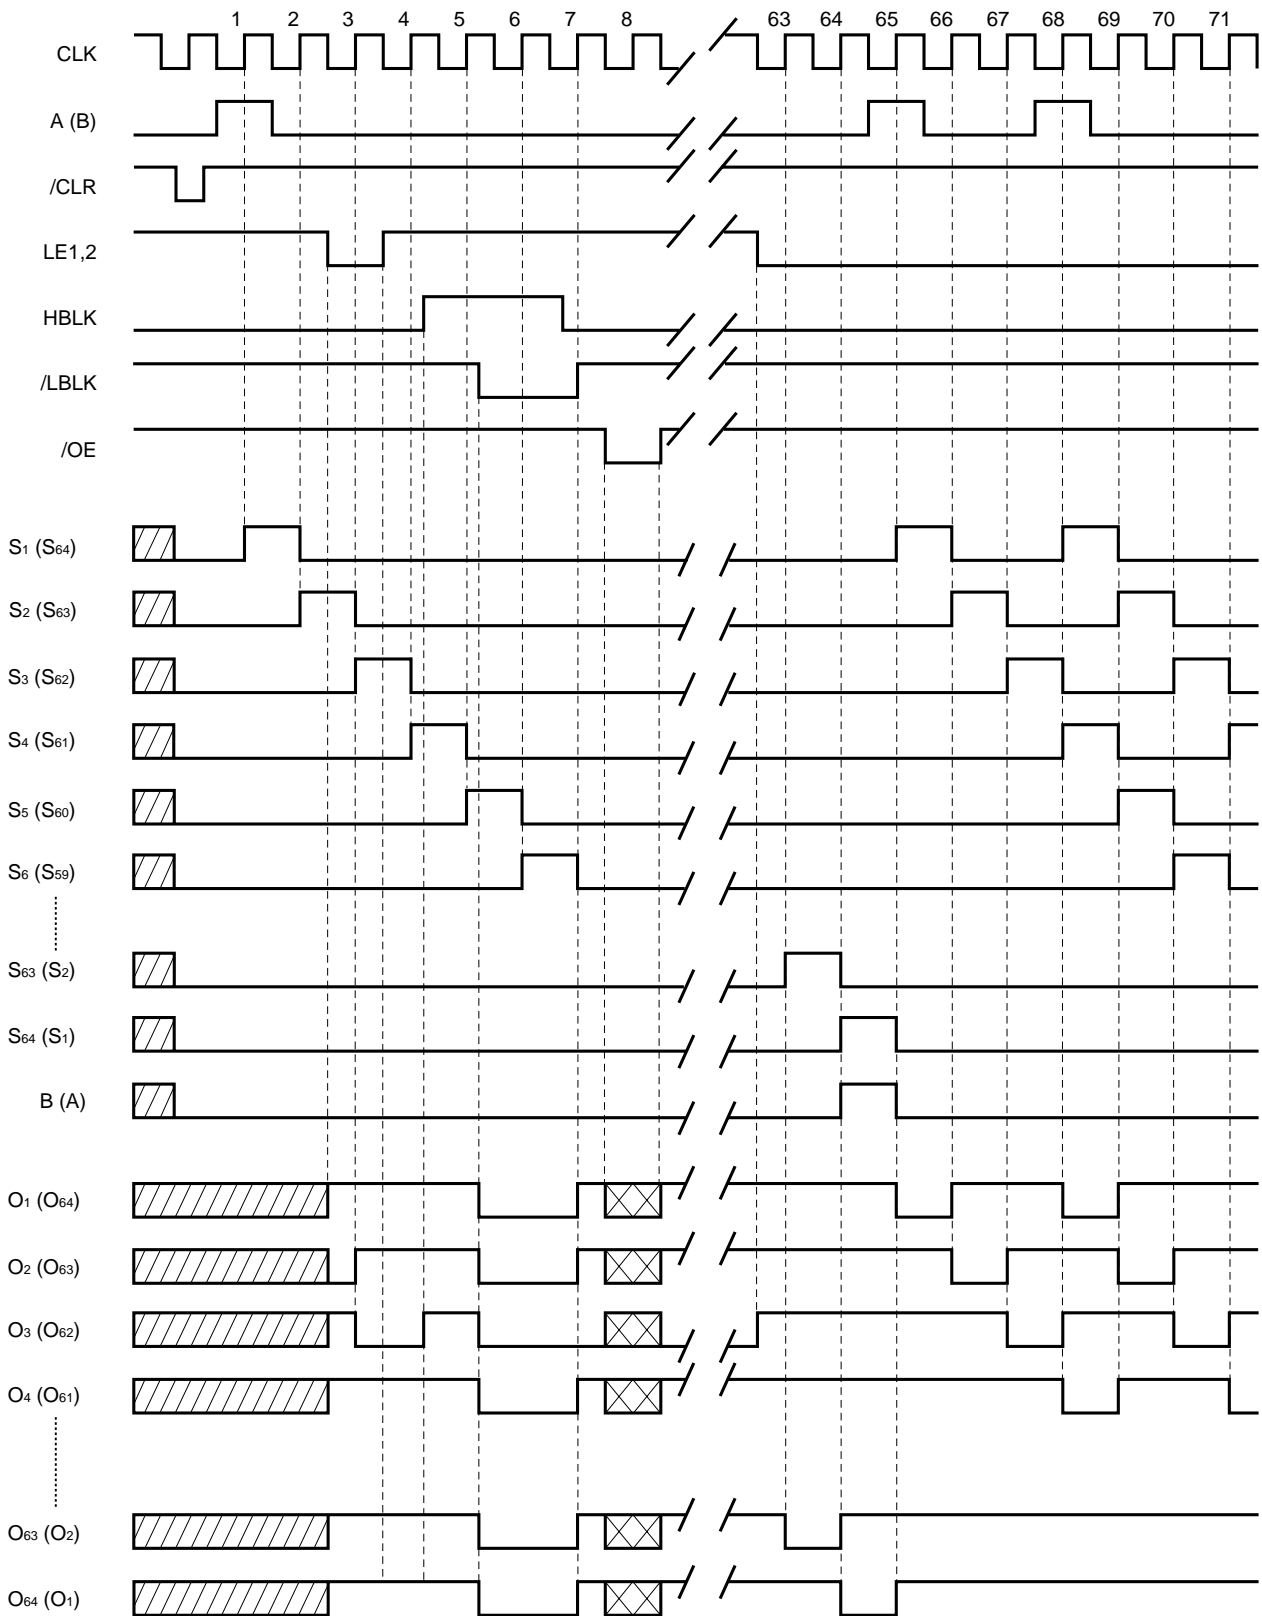 1 2 3 4 5 6 7 8 63 64 65 66 67 68 69 70 71
CLK
A (B)
/CLR
LE1,2
HBLK
/LBLK
/OE
S1 (S64)
S2 (S63)
S3 (S62)
S4 (S61)
S5 (S60)
S6 (S59)
S63 (S2)
S64 (S1)
B (A)
O1 (O64)
O2 (O63)
O3 (O62)
O4 (O61)
O63 (O2)
O64 (O1)